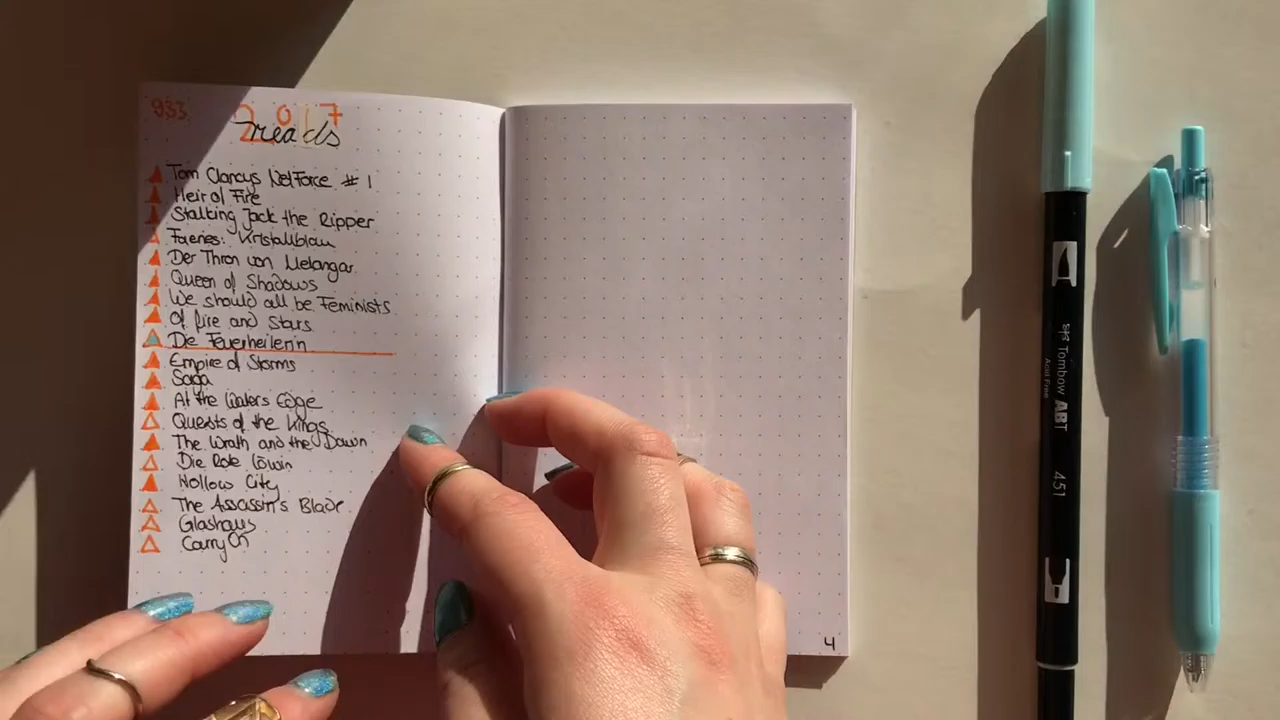 933
2017
reads
Tom Clancys NetForce #1
Heir of Fire
Stalking Jack the Ripper
Faeries: Kristallblau
Der Thron von Melengar
Queen of Shadows
We should all be Feminists
Of Fire and Stars
Die Feuerheilerin
Empire of Storms
Saga
At the Waters Edge
Quests of the Kings
The Wrath and the Dawn
Die Rote Löwin
Hollow City
The Assassin's Blade
Glashaus
Carry On
4
Tombow ABT
Acid Free
451